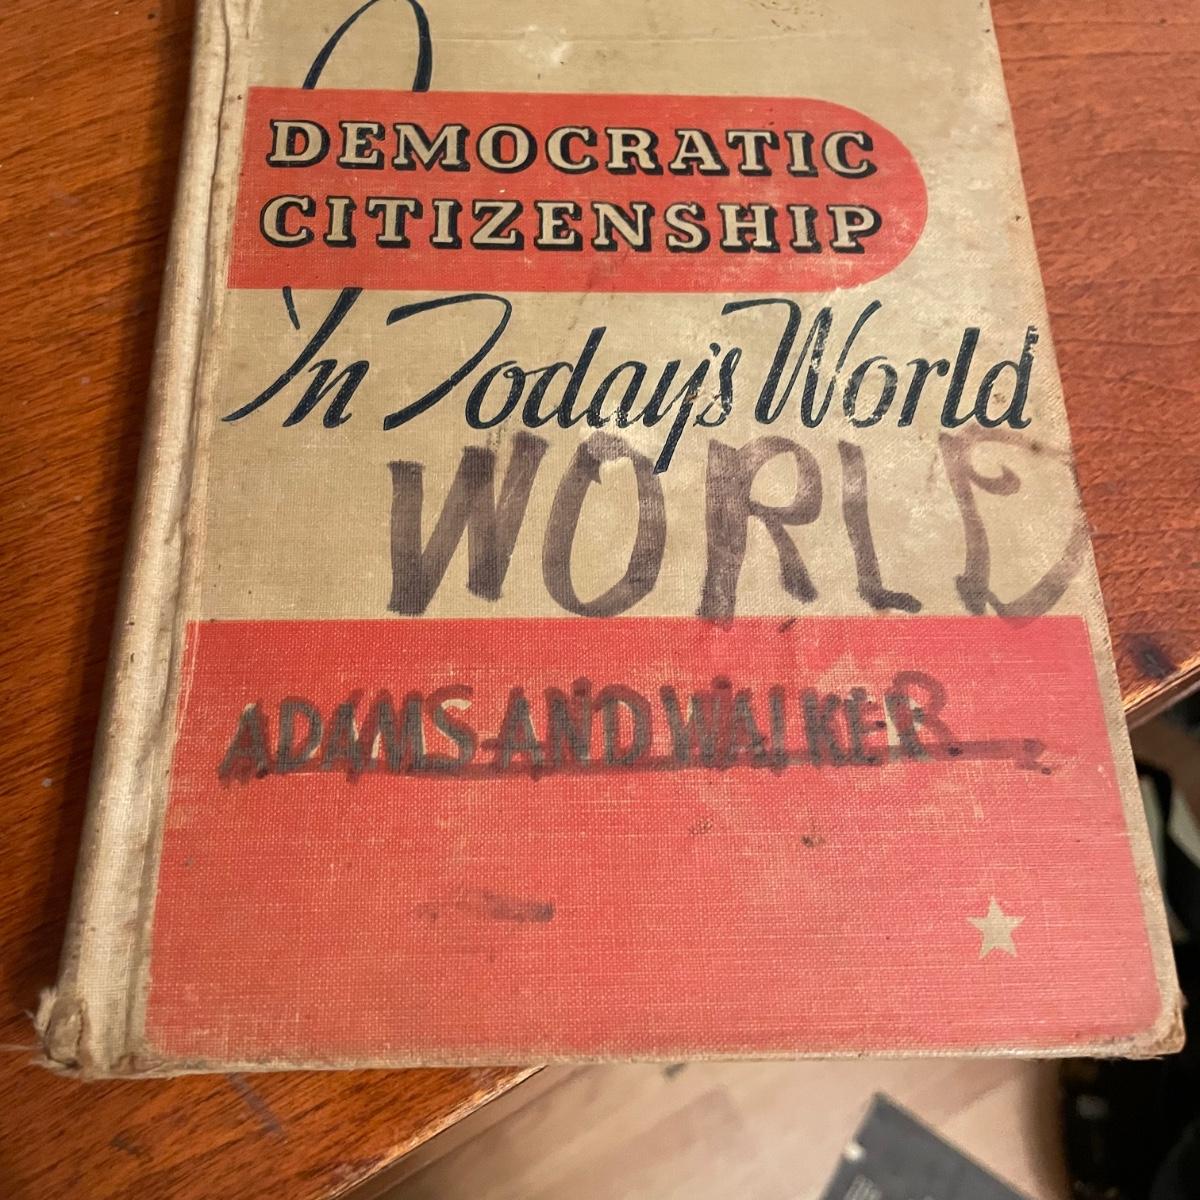 DEMOCRATIC
CITIZENSHIP
In Today's World
WORLD
ADAMS AND WALKER